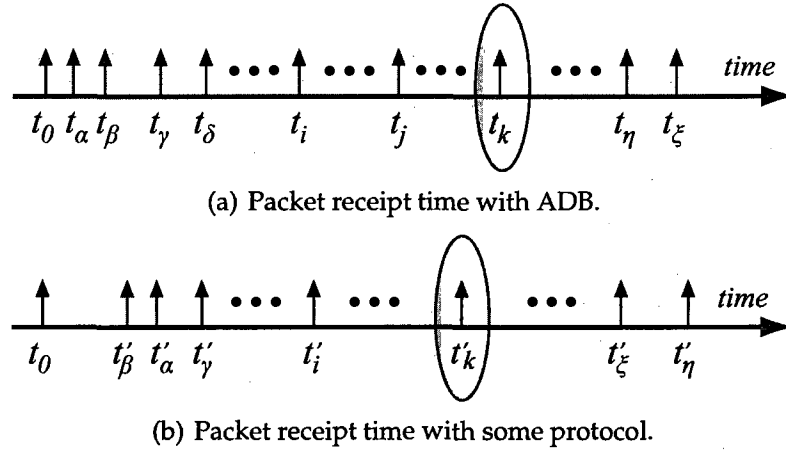 time
t₀ tα tβ tγ tδ tᵢ tⱼ tₖ tη tξ
(a) Packet receipt time with ADB.
time
t₀ t'β t'α t'γ t'ᵢ t'ₖ t'ξ t'η
(b) Packet receipt time with some protocol.